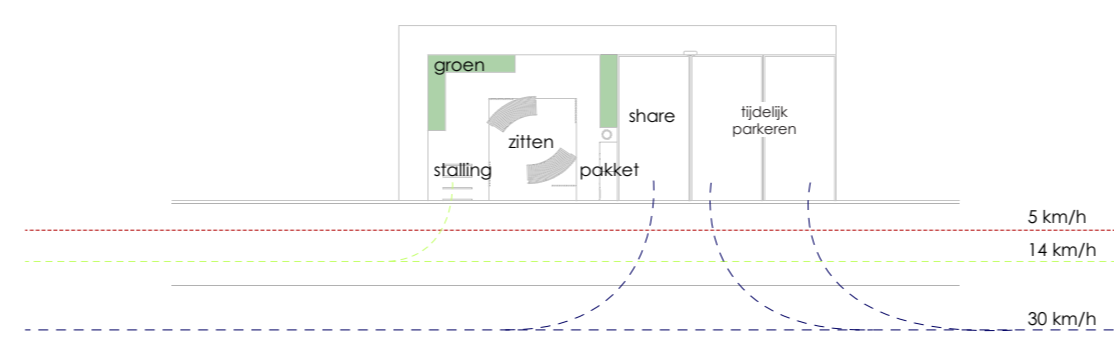 groen
share
tijdelijk
parkeren
zitten
stalling
pakket
5 km/h
14 km/h
30 km/h